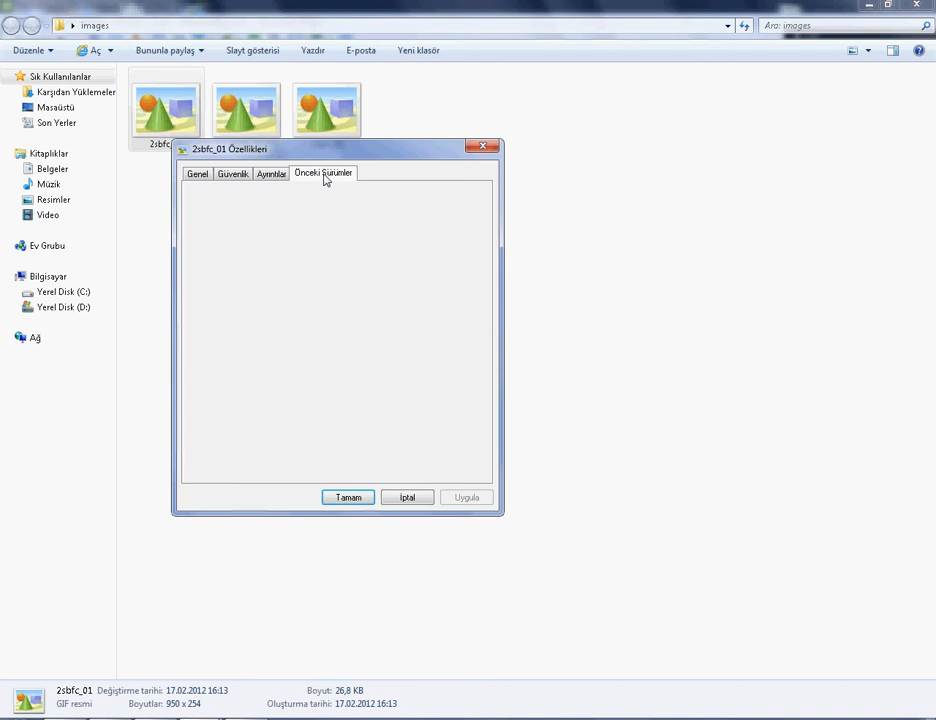 images
Ara: images
Düzenle
Aç
Bununla paylaş
Slayt gösterisi
Yazdır
E-posta
Yeni klasör
Sık Kullanılanlar
Karşıdan Yüklemeler
Masaüstü
Son Yerler
Kitaplıklar
Belgeler
Müzik
Resimler
Video
Ev Grubu
Bilgisayar
Yerel Disk (C:)
Yerel Disk (D:)
Ağ
2sbfc_01 Özellikleri
Genel
Güvenlik
Ayrıntılar
Önceki Sürümler
Tamam
İptal
Uygula
2sbfc_01 Değiştirme tarihi: 17.02.2012 16:13 Boyut: 26,8 KB
GIF resmi Boyutlar: 950 x 254 Oluşturma tarihi: 17.02.2012 16:13